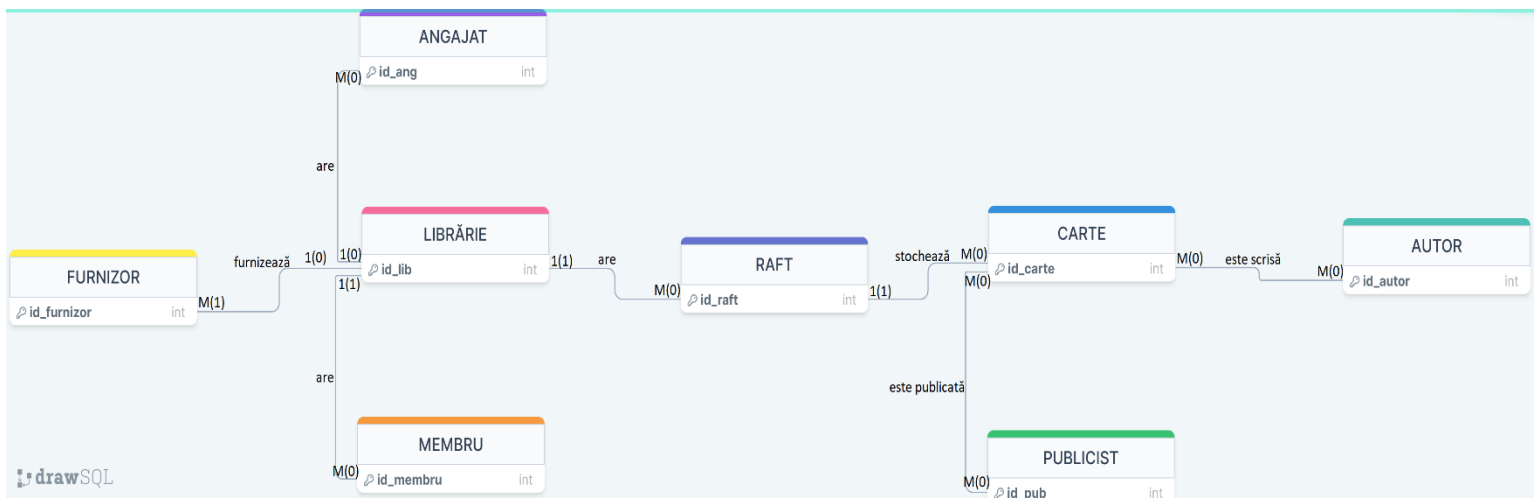 ANGAJAT
id_ang int
M(0)
are
LIBRĂRIE
id_lib int
1(0)
1(0)
furnizează
FURNIZOR
id_furnizor int
M(1)
1(1)
are
M(0)
RAFT
id_raft int
1(1)
stochează
M(0)
CARTE
id_carte int
M(0)
M(0)
este scrisă
M(0)
AUTOR
id_autor int
1(1)
are
M(0)
MEMBRU
id_membru int
este publicată
M(0)
PUBLICIST
id_pub int
drawSQL